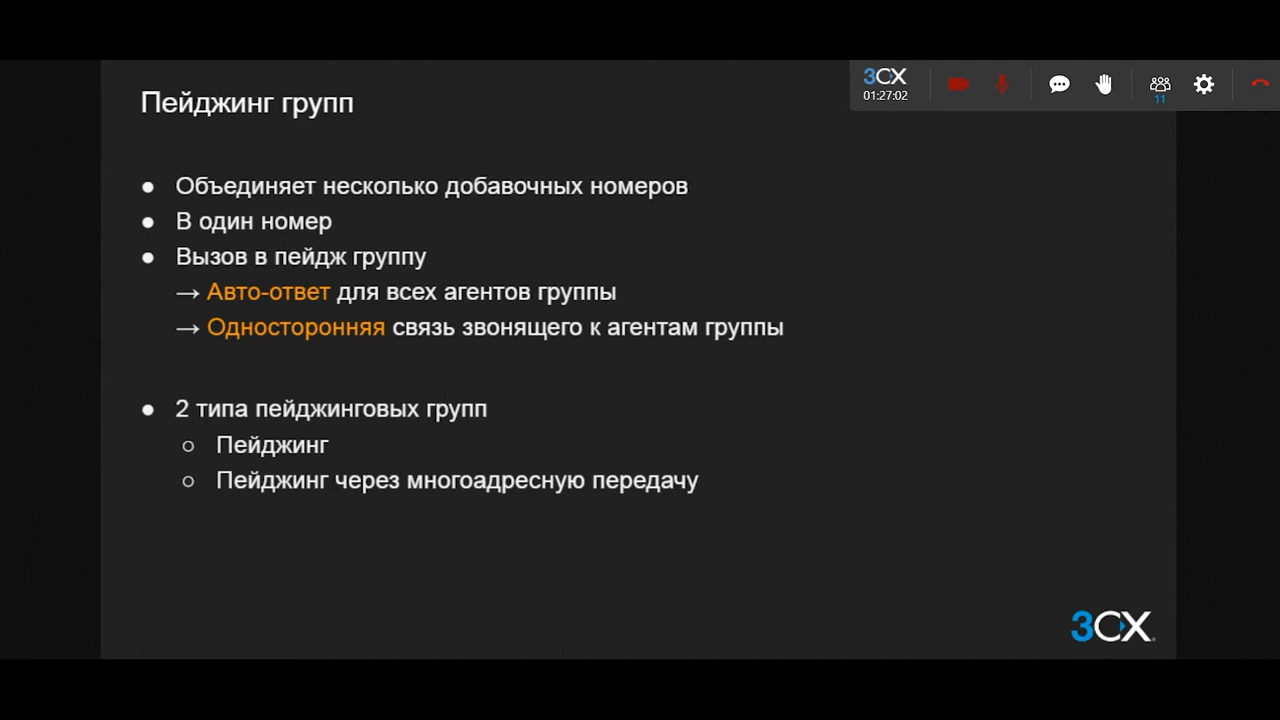 3CX
01:27:02
11
Пейджинг групп
● Объединяет несколько добавочных номеров
● В один номер
● Вызов в пейдж группу
→ Авто-ответ для всех агентов группы
→ Односторонняя связь звонящего к агентам группы
● 2 типа пейджинговых групп
○ Пейджинг
○ Пейджинг через многоадресную передачу
3CX